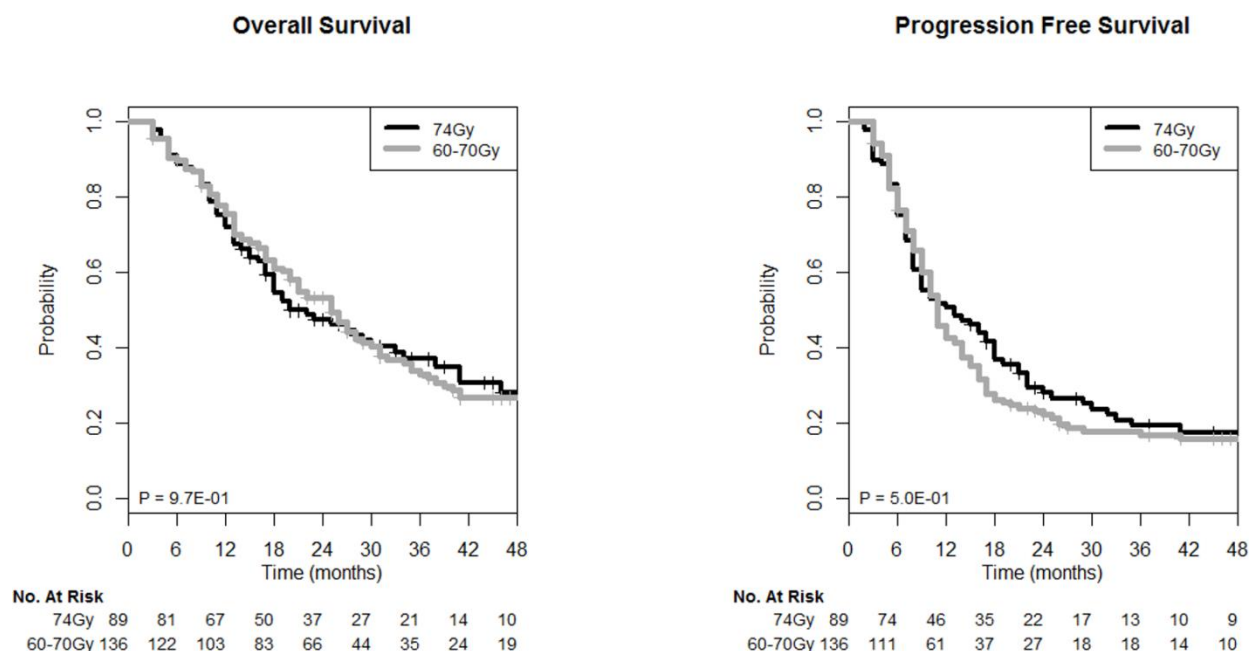 Overall Survival
1.0
0.8
0.6
0.4
0.2
0.0
Probability
74Gy
60-70Gy
P = 9.7E-01
0 6 12 18 24 30 36 42 48
Time (months)
No. At Risk
74Gy 89 81 67 50 37 27 21 14 10
60-70Gy 136 122 103 83 66 44 35 24 19
Progression Free Survival
1.0
0.8
0.6
0.4
0.2
0.0
Probability
74Gy
60-70Gy
P = 5.0E-01
0 6 12 18 24 30 36 42 48
Time (months)
No. At Risk
74Gy 89 74 46 35 22 17 13 10 9
60-70Gy 136 111 61 37 27 18 18 14 10